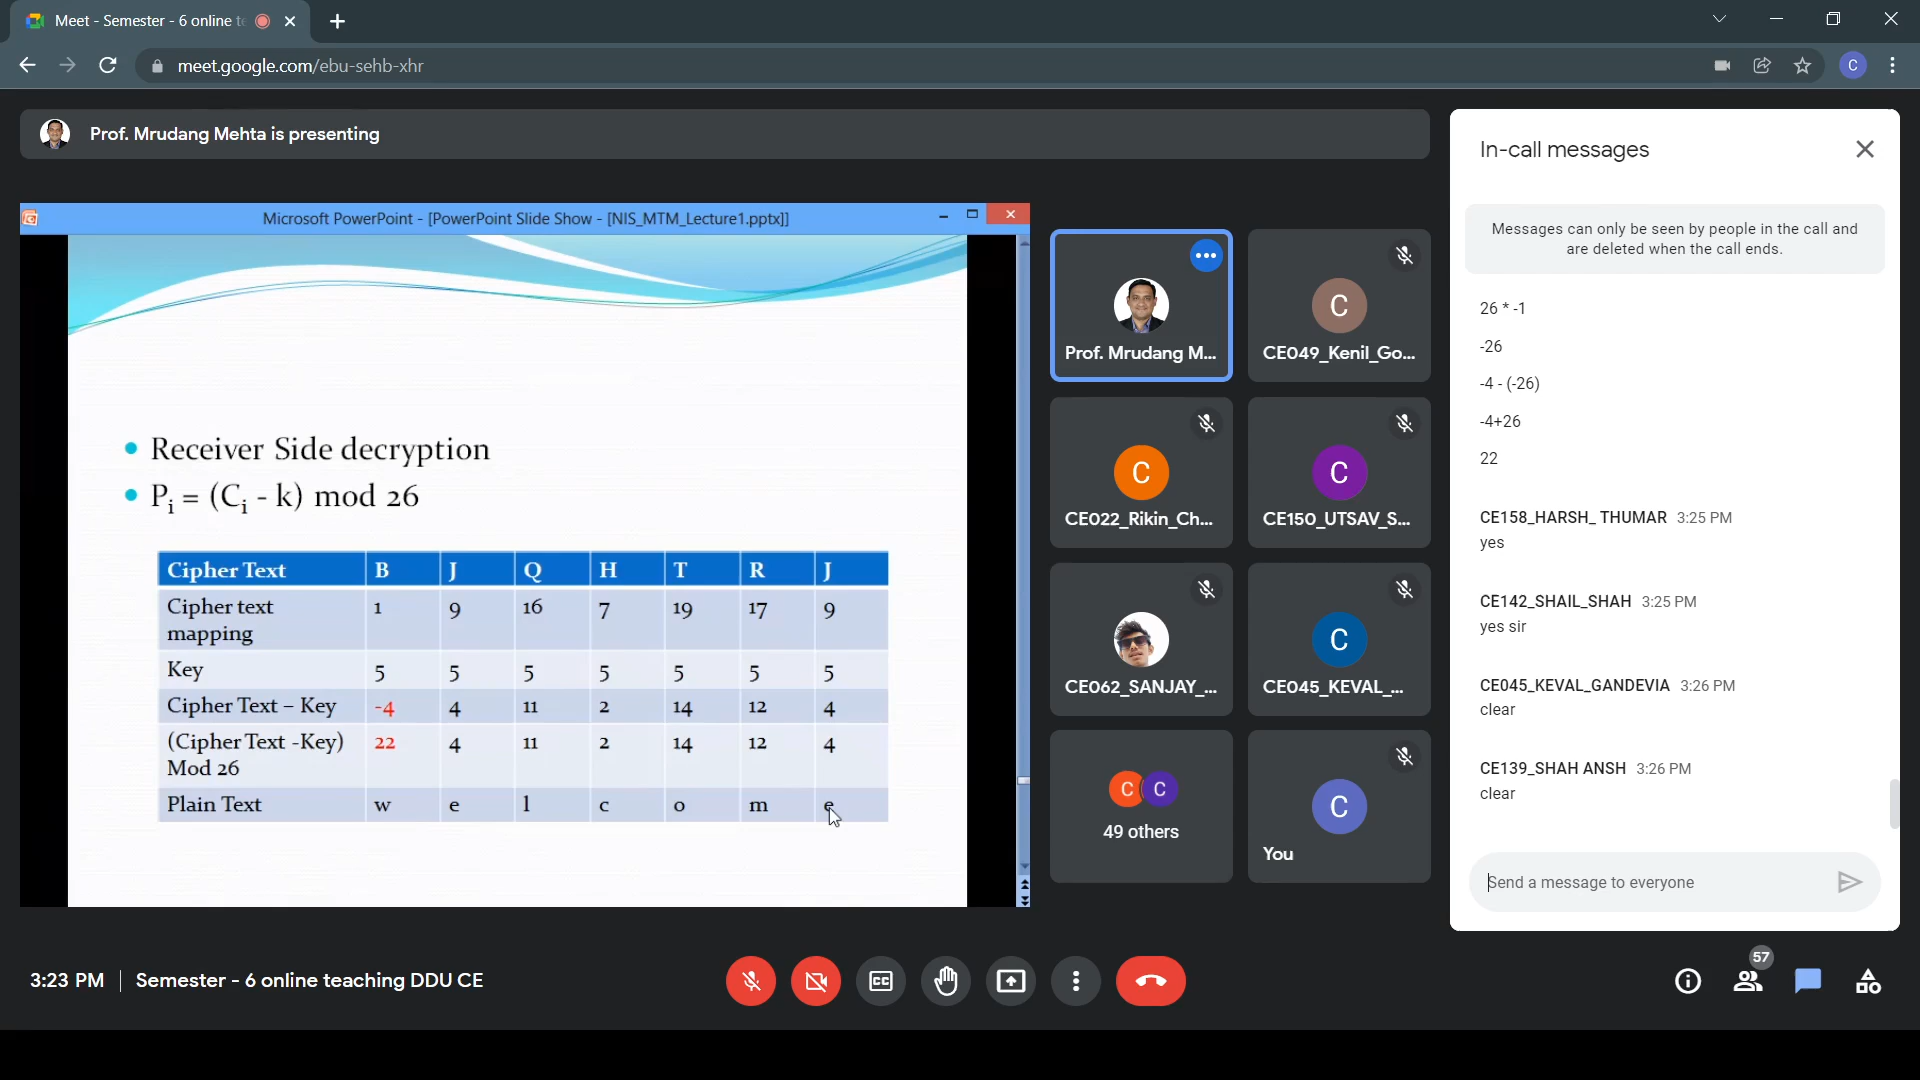 Meet - Semester - 6 online te
meet.google.com/ebu-sehb-xhr
C
Prof. Mrudang Mehta is presenting
Microsoft PowerPoint - [PowerPoint Slide Show - [NIS_MTM_Lecture1.pptx]]
Receiver Side decryption
Pi = (Ci - k) mod 26
Cipher Text B J Q H T R J
Cipher text
mapping 1 9 16 7 19 17 9
Key 5 5 5 5 5 5 5
Cipher Text – Key -4 4 11 2 14 12 4
(Cipher Text -Key)
Mod 26 22 4 11 2 14 12 4
Plain Text w e l c o m e
Prof. Mrudang M...
C
CE049_Kenil_Go...
C
CE022_Rikin_Ch...
C
CE150_UTSAV_S...
CE062_SANJAY_...
C
CE045_KEVAL_...
C C
49 others
C
You
In-call messages
Messages can only be seen by people in the call and
are deleted when the call ends.
26 * -1
-26
-4 - (-26)
-4+26
22
CE158_HARSH_ THUMAR 3:25 PM
yes
CE142_SHAIL_SHAH 3:25 PM
yes sir
CE045_KEVAL_GANDEVIA 3:26 PM
clear
CE139_SHAH ANSH 3:26 PM
clear
Send a message to everyone
3:23 PM | Semester - 6 online teaching DDU CE
CC
57